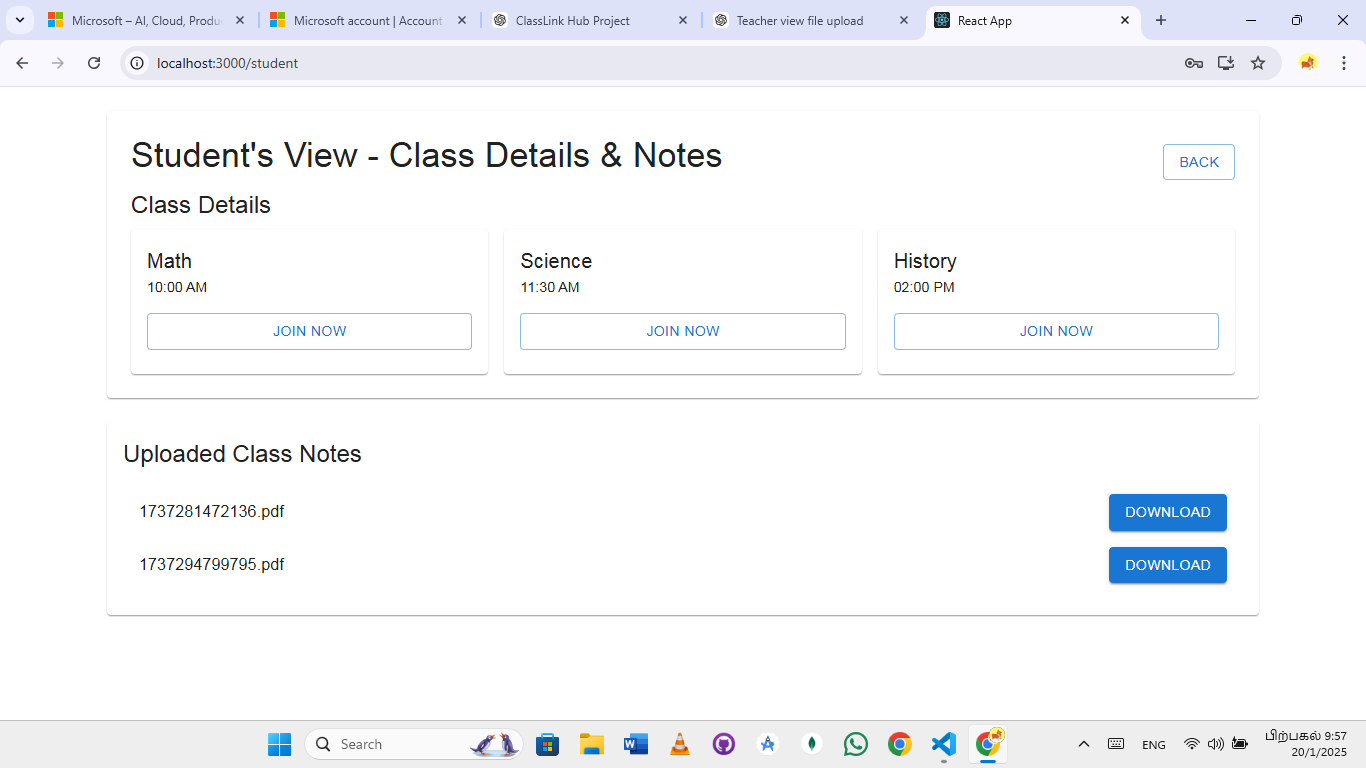 Microsoft – AI, Cloud, Produ
Microsoft account | Account
ClassLink Hub Project
Teacher view file upload
React App
localhost:3000/student
Student's View - Class Details & Notes
BACK
Class Details
Math
10:00 AM
JOIN NOW
Science
11:30 AM
JOIN NOW
History
02:00 PM
JOIN NOW
Uploaded Class Notes
1737281472136.pdf
DOWNLOAD
1737294799795.pdf
DOWNLOAD
Search
ENG
பிற்பகல் 9:57
20/1/2025